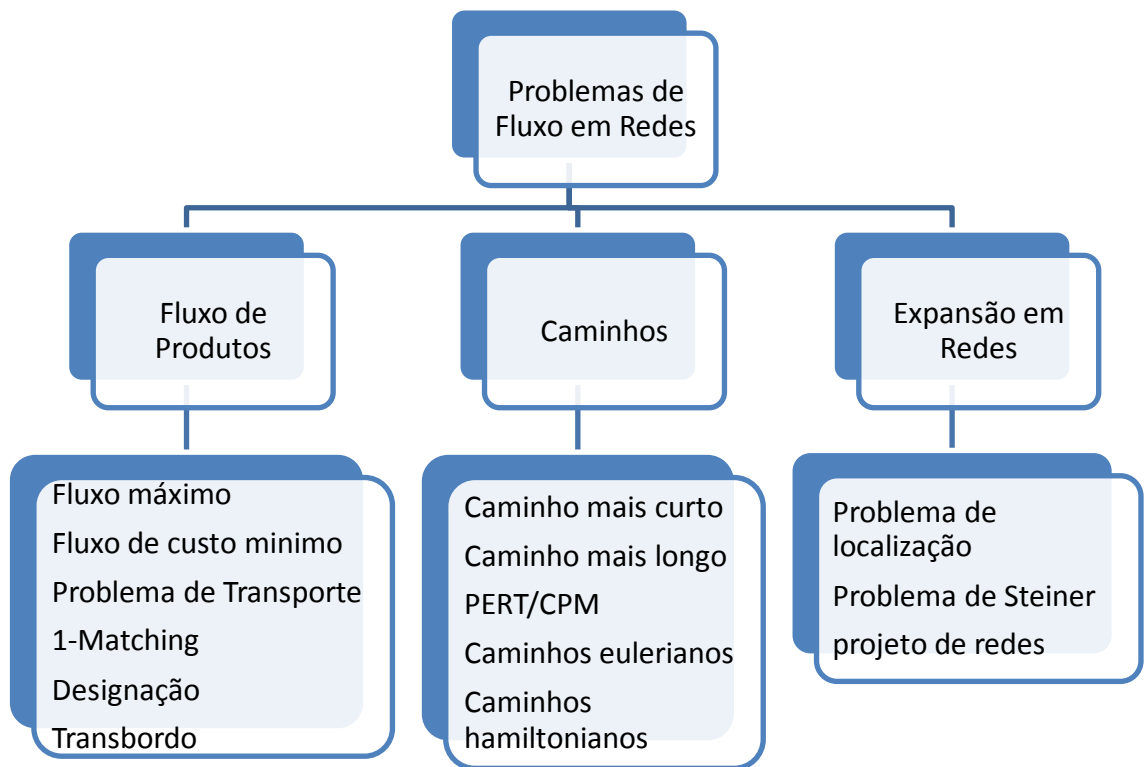 Problemas de
Fluxo em Redes
Fluxo de
Produtos
Caminhos
Expansão em
Redes
Fluxo máximo
Fluxo de custo minimo
Problema de Transporte
1-Matching
Designação
Transbordo
Caminho mais curto
Caminho mais longo
PERT/CPM
Caminhos eulerianos
Caminhos
hamiltonianos
Problema de
localização
Problema de Steiner
projeto de redes